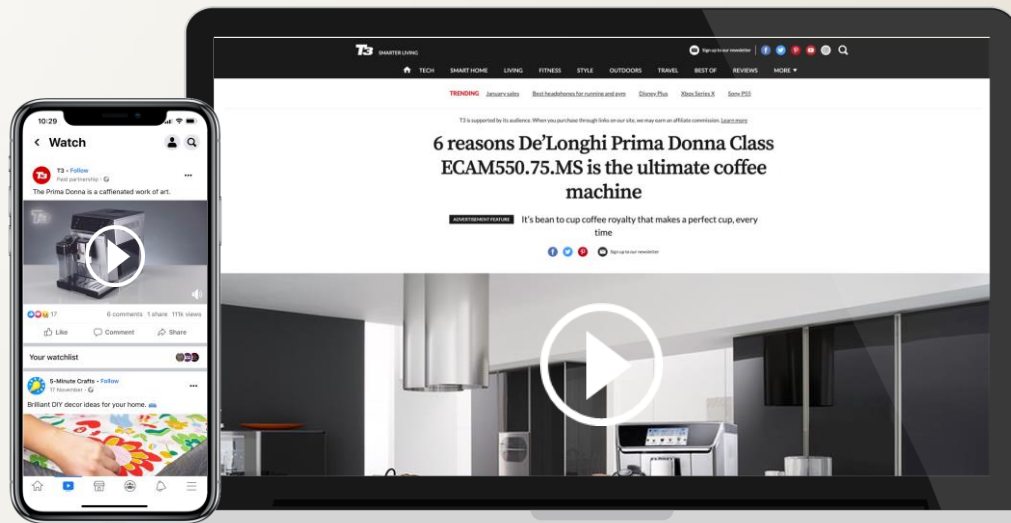 10:29
Watch
T3 • Follow
Paid partnership •
The Prima Donna is a caffienated work of art.
T3
17 6 comments 1 share 111k views
Like Comment Share
Your watchlist
5-Minute Crafts • Follow
17 November •
Brilliant DIY decor ideas for your home.
T3 SMARTER LIVING
Sign up to our newsletter
TECH SMART HOME LIVING FITNESS STYLE OUTDOORS TRAVEL BEST OF REVIEWS MORE
TRENDING January sales Best headphones for running and gym Disney Plus Xbox Series X Sony PS5
T3 is supported by its audience. When you purchase through links on our site, we may earn an affiliate commission. Learn more
6 reasons De'Longhi Prima Donna Class
ECAM550.75.MS is the ultimate coffee
machine
ADVERTISEMENT FEATURE It's bean to cup coffee royalty that makes a perfect cup, every
time
Sign up to our newsletter